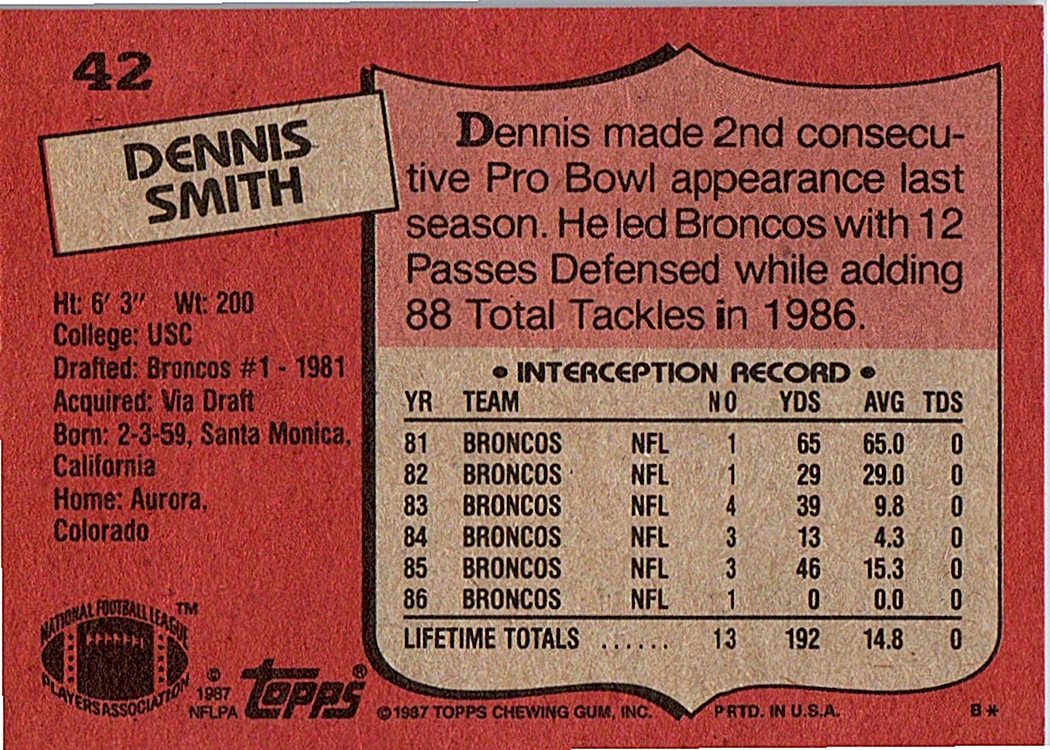 42
DENNIS
SMITH
Ht: 6' 3" Wt: 200
College: USC
Drafted: Broncos #1 - 1981
Acquired: Via Draft
Born: 2-3-59, Santa Monica,
California
Home: Aurora,
Colorado
Dennis made 2nd consecu-
tive Pro Bowl appearance last
season. He led Broncos with 12
Passes Defensed while adding
88 Total Tackles in 1986.
• INTERCEPTION RECORD •
YR TEAM NO YDS AVG TDS
81 BRONCOS NFL 1 65 65.0 0
82 BRONCOS NFL 1 29 29.0 0
83 BRONCOS NFL 4 39 9.8 0
84 BRONCOS NFL 3 13 4.3 0
85 BRONCOS NFL 3 46 15.3 0
86 BRONCOS NFL 1 0 0.0 0
LIFETIME TOTALS ...... 13 192 14.8 0
NATIONAL FOOTBALL LEAGUE ™
PLAYERS ASSOCIATION
© 1987 NFLPA
topps®
© 1987 TOPPS CHEWING GUM, INC. PRTD. IN U.S.A. B*